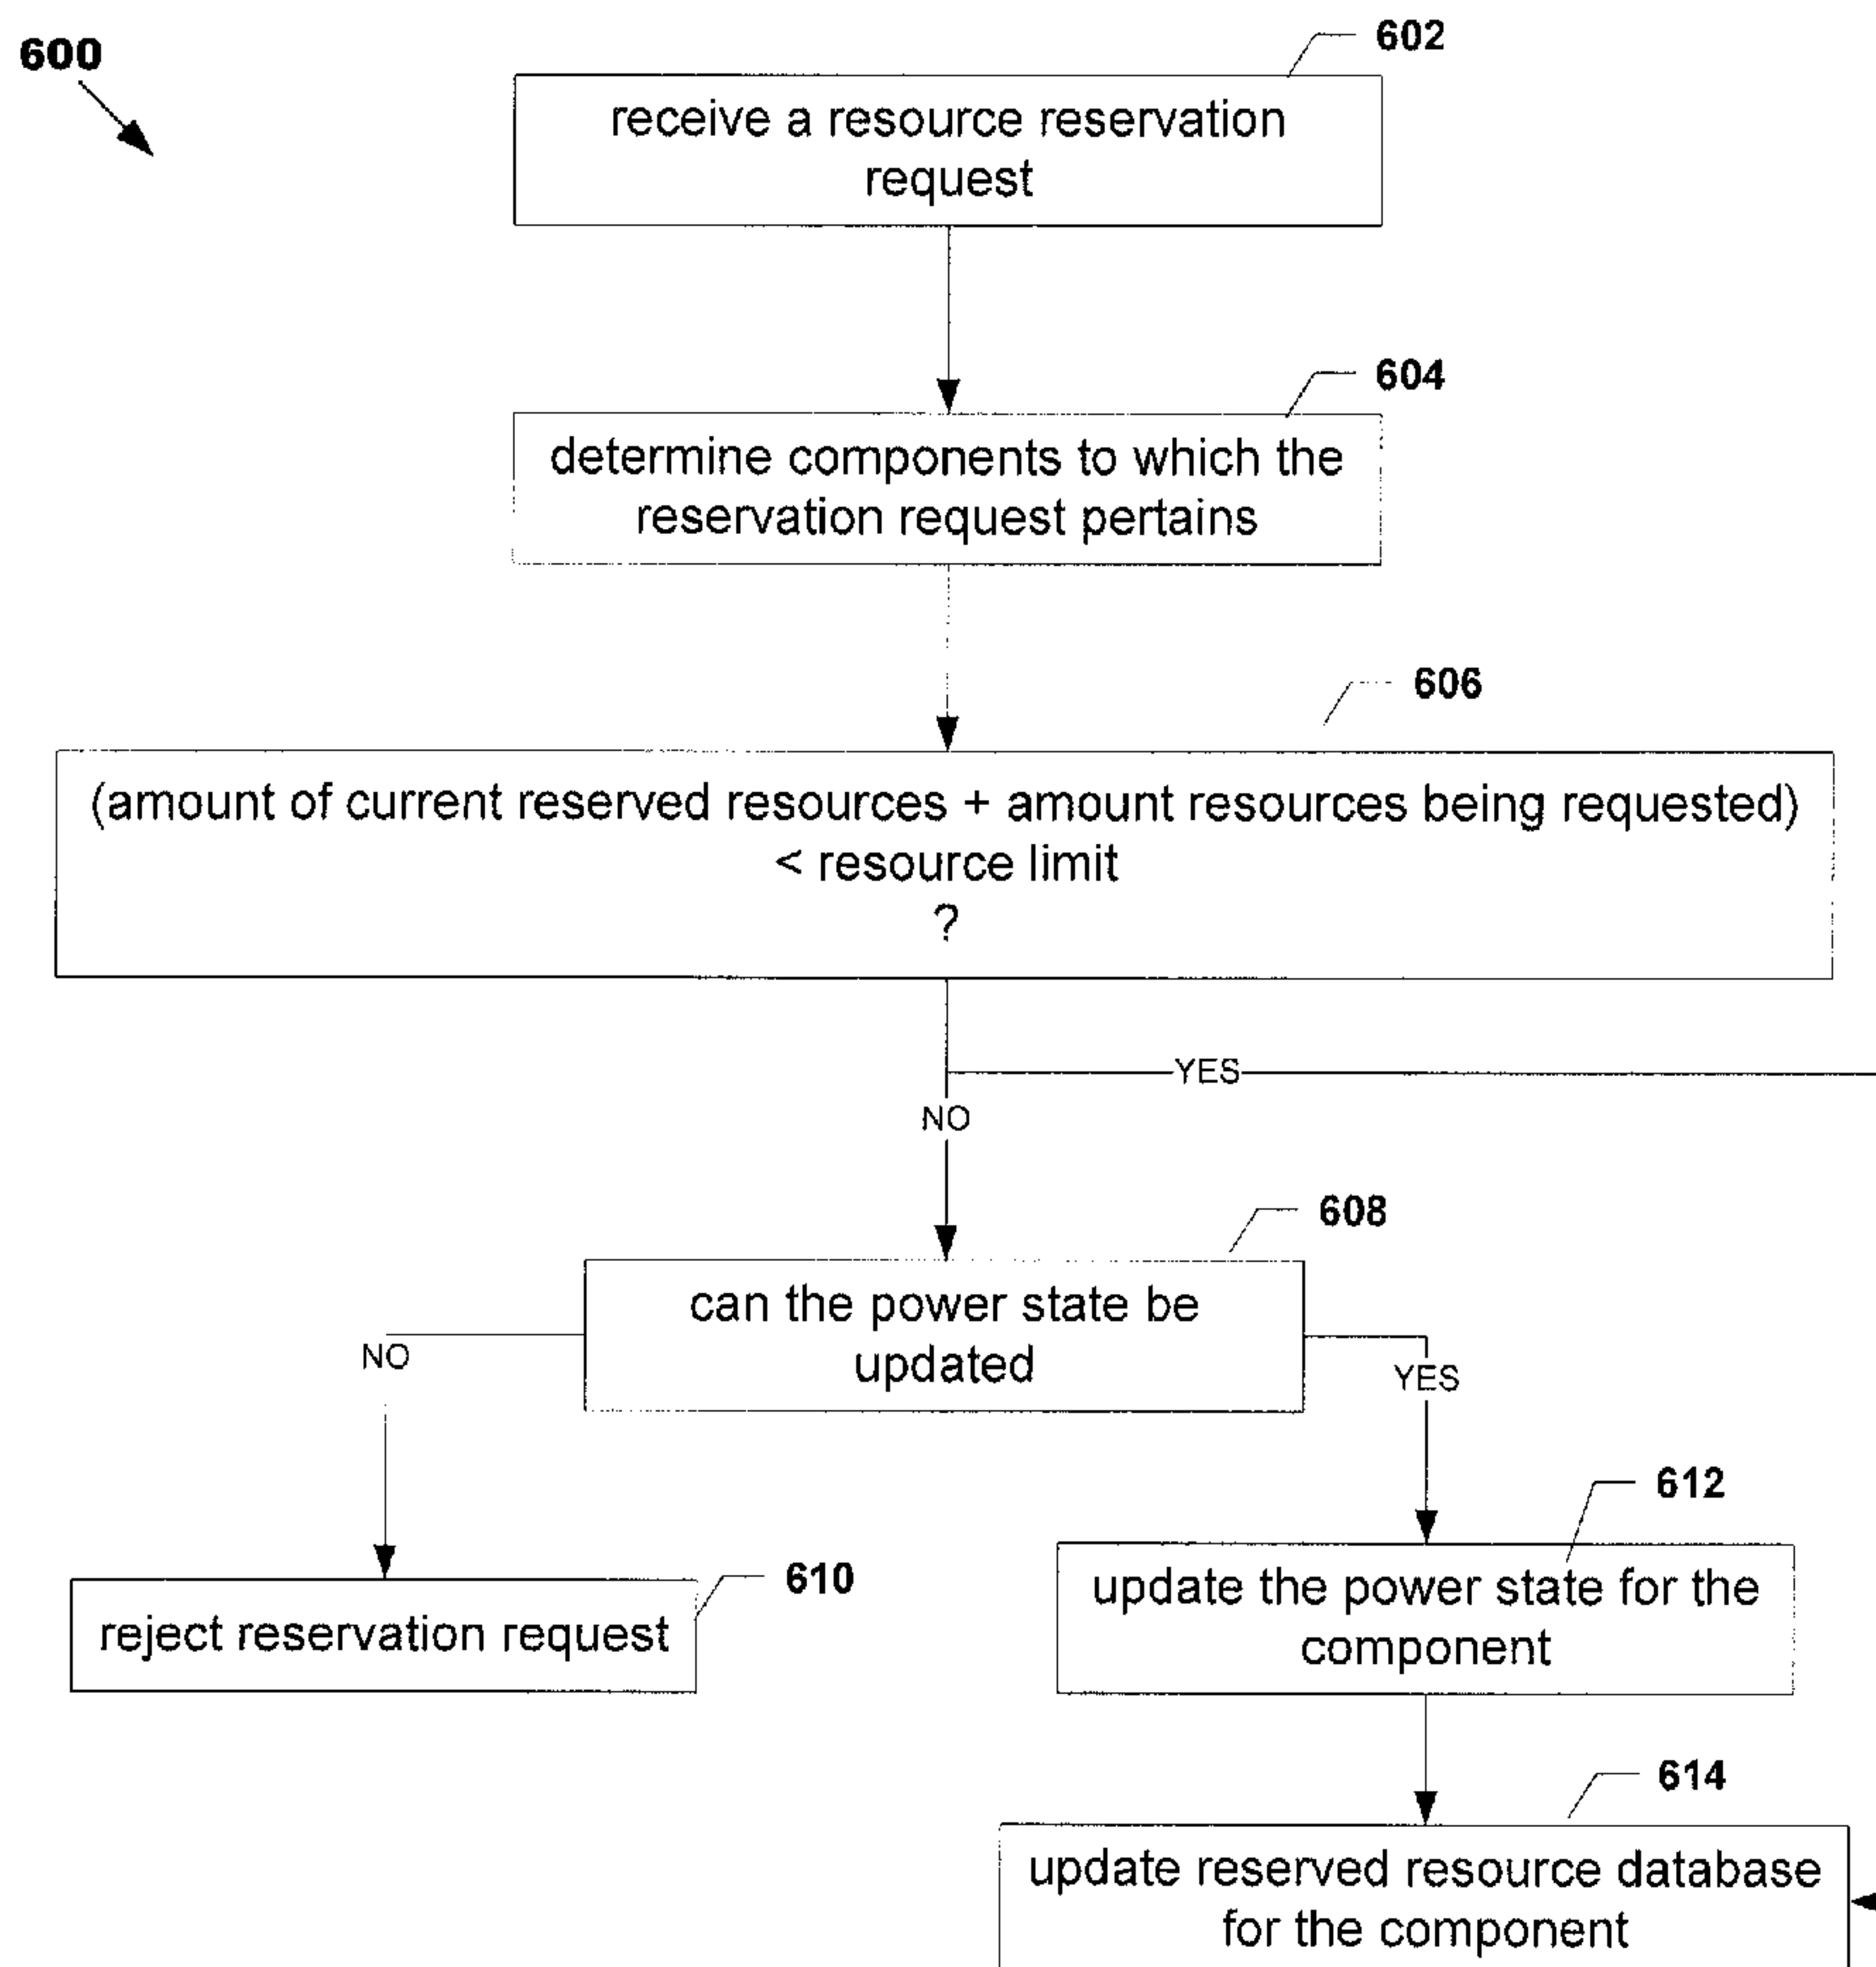 600
602
receive a resource reservation
request
604
determine components to which the
reservation request pertains
606
(amount of current reserved resources + amount resources being requested)
< resource limit
?
YES
NO
608
can the power state be
updated
NO
YES
612
update the power state for the
component
610
reject reservation request
614
update reserved resource database
for the component